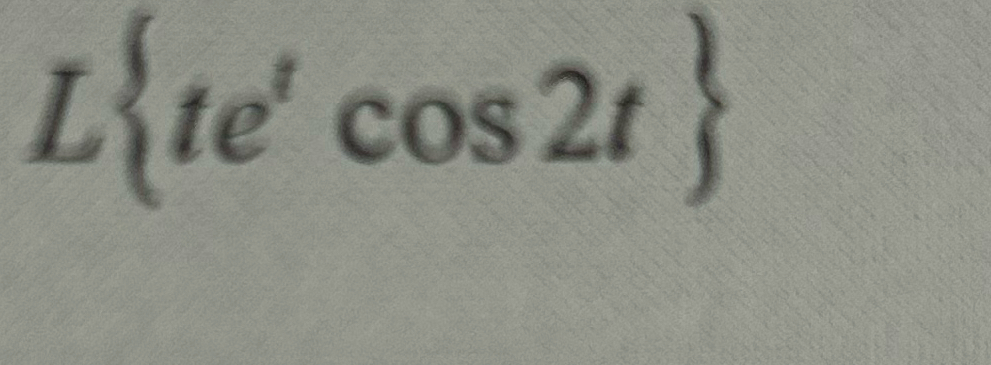 L{te^t cos 2t}